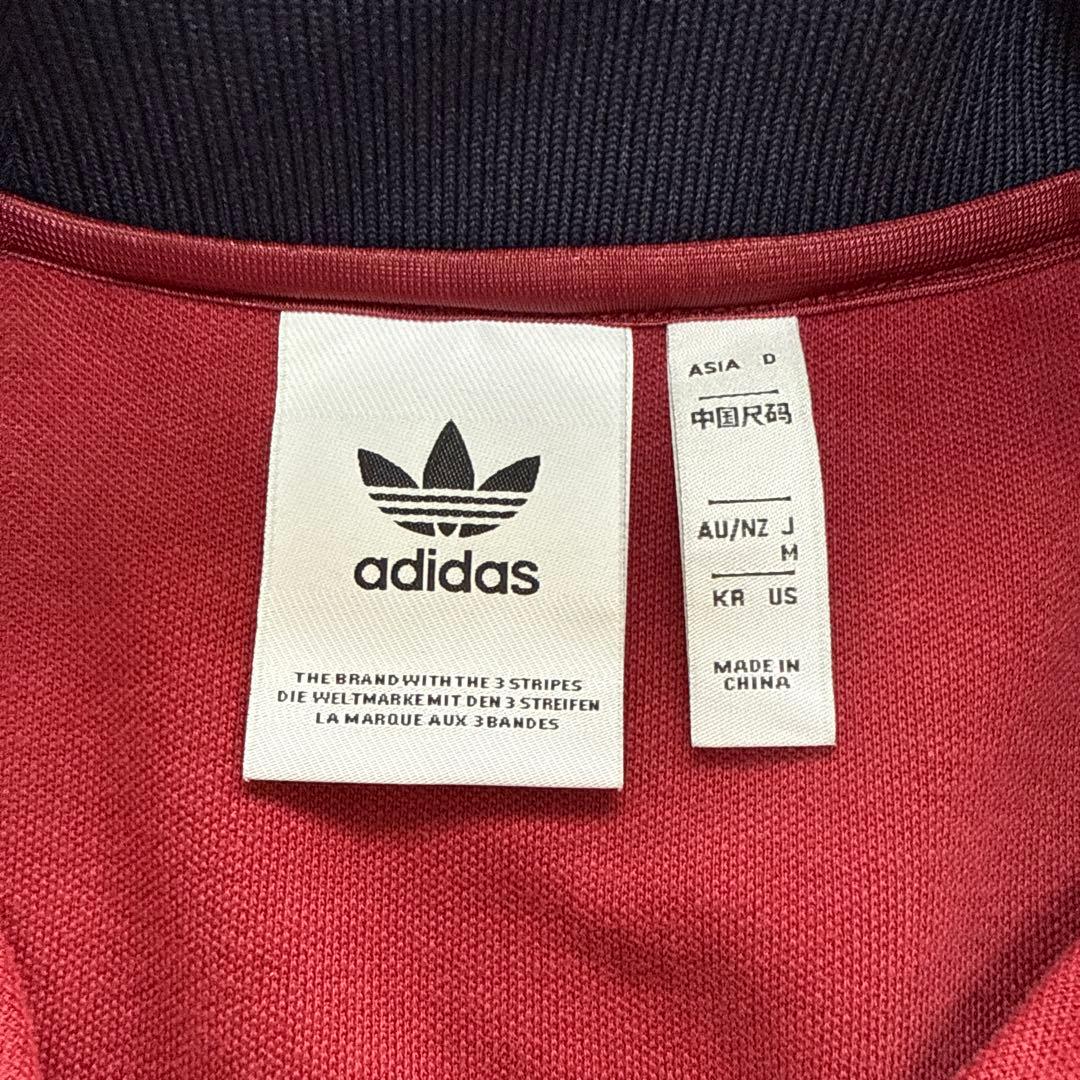 adidas
THE BRAND WITH THE 3 STRIPES
DIE WELTMARKE MIT DEN 3 STREIFEN
LA MARQUE AUX 3 BANDES
ASIA D
中国尺码
AU/NZ J
M
KR US
MADE IN
CHINA